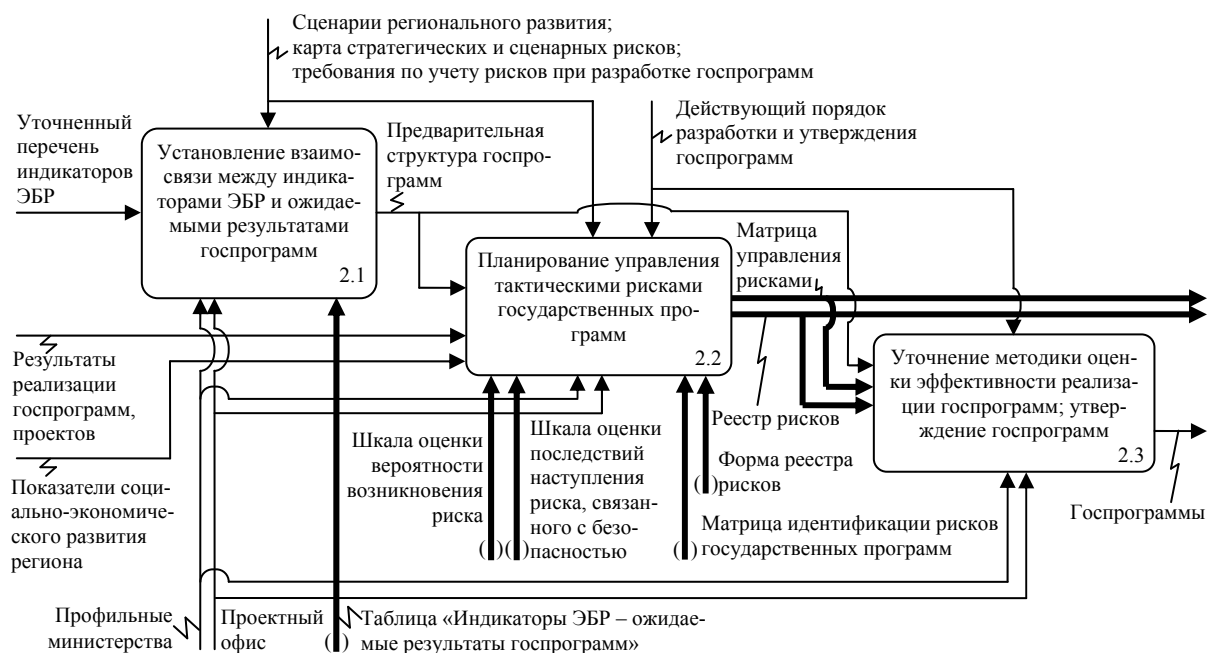 Сценарии регионального развития;
карта стратегических и сценарных рисков;
требования по учету рисков при разработке госпрограмм
Уточненный
перечень
индикаторов
ЭБР
Установление взаимо-
связи между индика-
торами ЭБР и ожидае-
мыми результатами
госпрограмм
2.1
Предварительная
структура госпро-
грамм
Действующий порядок
разработки и утверждения
госпрограмм
Планирование управления
тактическими рисками
государственных про-
грамм
2.2
Матрица
управления
рисками
Результаты
реализации
госпрограмм,
проектов
Уточнение методики оцен-
ки эффективности реализа-
ции госпрограмм; утвер-
ждение госпрограмм
2.3
Реестр рисков
Показатели соци-
ально-экономиче-
ского развития
региона
Шкала оценки
вероятности
возникновения
риска
Шкала оценки
последствий
наступления
риска, связан-
ного с безо-
пасностью
Форма реестра
рисков
Матрица идентификации рисков
государственных программ
Госпрограммы
Профильные
министерства
Проектный
офис
Таблица «Индикаторы ЭБР – ожидае-
мые результаты госпрограмм»